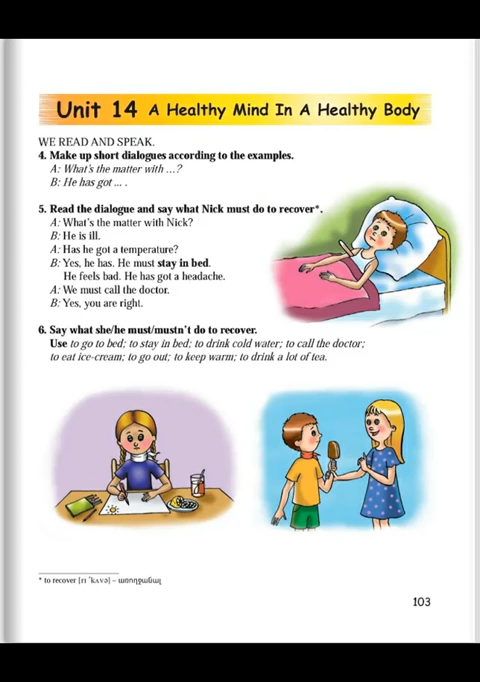 Unit 14 A Healthy Mind In A Healthy Body
WE READ AND SPEAK.
4. Make up short dialogues according to the examples.
A: What's the matter with ...?
B: He has got ... .
5. Read the dialogue and say what Nick must do to recover*.
A: What's the matter with Nick?
B: He is ill.
A: Has he got a temperature?
B: Yes, he has. He must stay in bed.
He feels bad. He has got a headache.
A: We must call the doctor.
B: Yes, you are right.
6. Say what she/he must/mustn't do to recover.
Use to go to bed; to stay in bed; to drink cold water; to call the doctor;
to eat ice-cream; to go out; to keep warm; to drink a lot of tea.
* to recover [rɪ ˈkʌvə] – առողջանալ
103